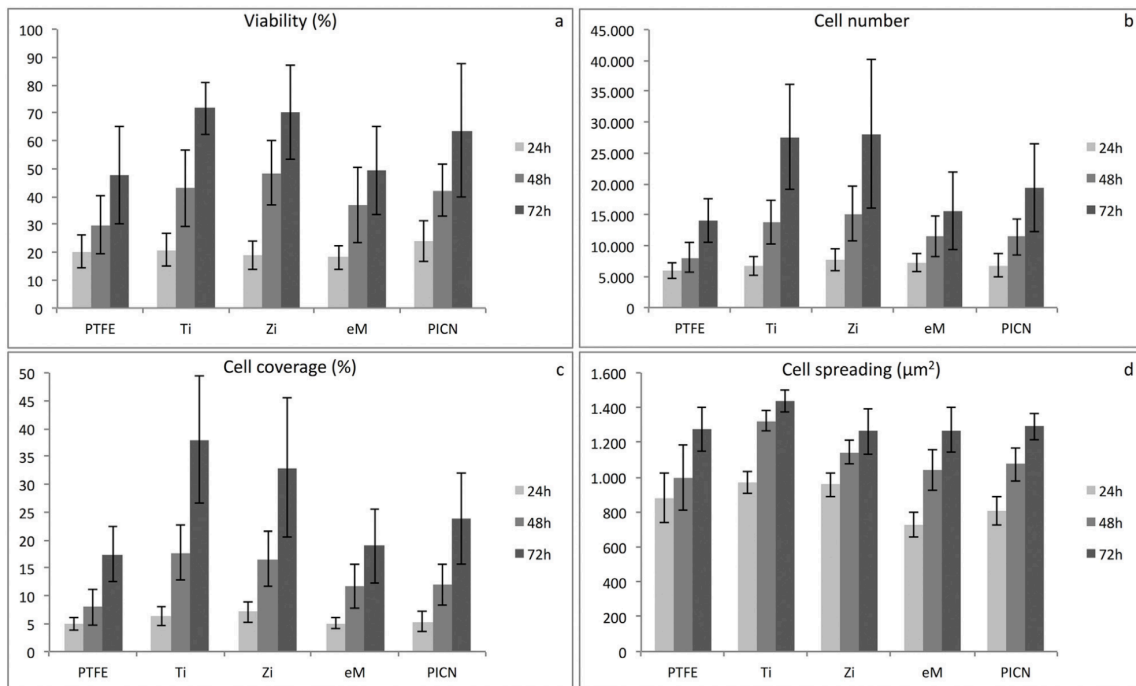 Viability (%)
a
100
90
80
70
60
50
40
30
20
10
0
PTFE Ti Zi eM PICN
24h
48h
72h
Cell number
b
45.000
40.000
35.000
30.000
25.000
20.000
15.000
10.000
5.000
0
PTFE Ti Zi eM PICN
24h
48h
72h
Cell coverage (%)
c
50
45
40
35
30
25
20
15
10
5
0
PTFE Ti Zi eM PICN
24h
48h
72h
Cell spreading (μm²)
d
1.600
1.400
1.200
1.000
800
600
400
200
0
PTFE Ti Zi eM PICN
24h
48h
72h